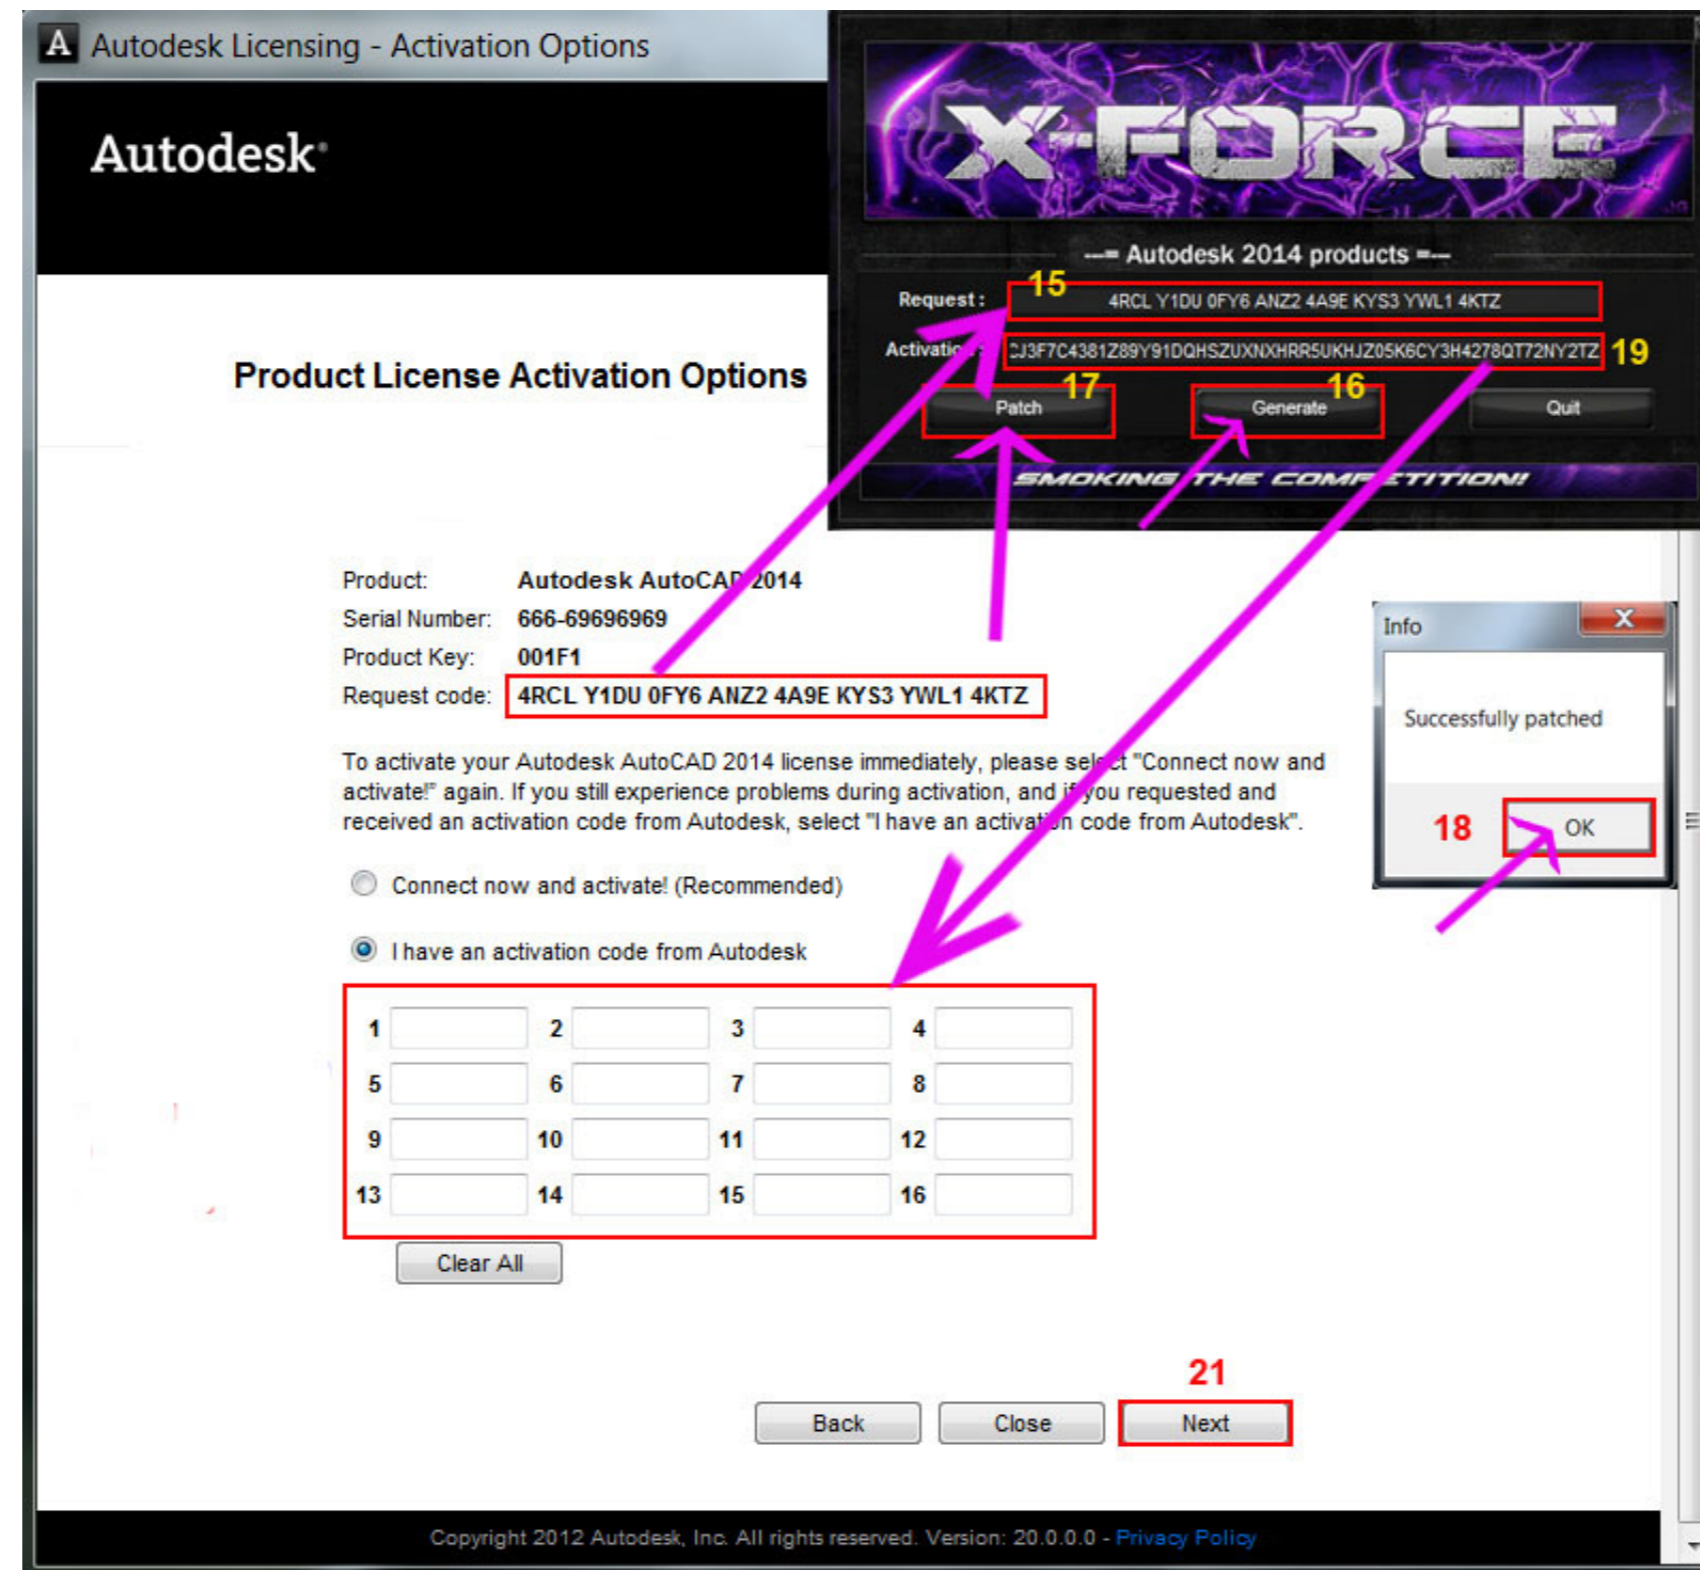 Autodesk Licensing - Activation Options
Autodesk®
X-FORCE
---= Autodesk 2014 products =---
15
Request : 4RCL Y1DU 0FY6 ANZ2 4A9E KYS3 YWL1 4KTZ
19
17 16
Patch Generate Quit
SMOKING THE COMPETITION!
Product License Activation Options
Product: Autodesk AutoCAD 2014
Serial Number: 666-69696969
Product Key: 001F1
Request code: 4RCL Y1DU 0FY6 ANZ2 4A9E KYS3 YWL1 4KTZ
To activate your Autodesk AutoCAD 2014 license immediately, please select "Connect now and
activate!" again. If you still experience problems during activation, and if you requested and
received an activation code from Autodesk, select "I have an activation code from Autodesk".
Connect now and activate! (Recommended)
I have an activation code from Autodesk
1 2 3 4
5 6 7 8
9 10 11 12
13 14 15 16
Clear All
Info
X
Successfully patched
18 OK
21
Back Close Next
Copyright 2012 Autodesk, Inc. All rights reserved. Version: 20.0.0.0 - Privacy Policy